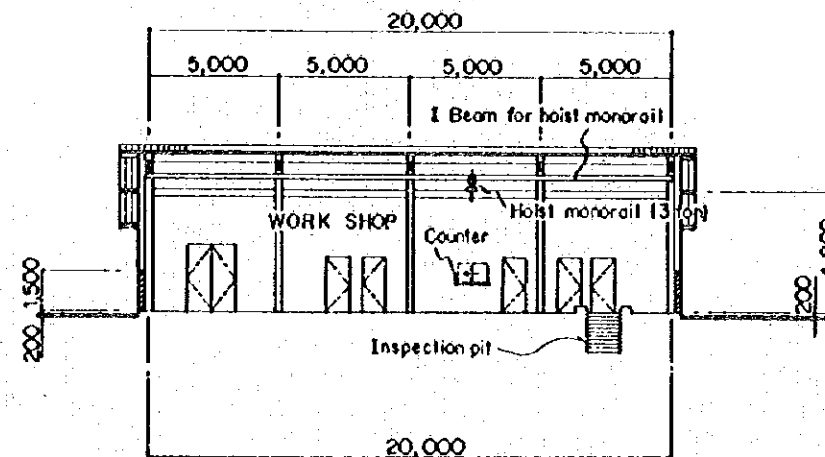 20,000
5,000
5,000
5,000
5,000
I Beam for hoist monorail
Hoist monorail (3 ton)
WORK SHOP
Counter
1,500
200
200
Inspection pit
20,000